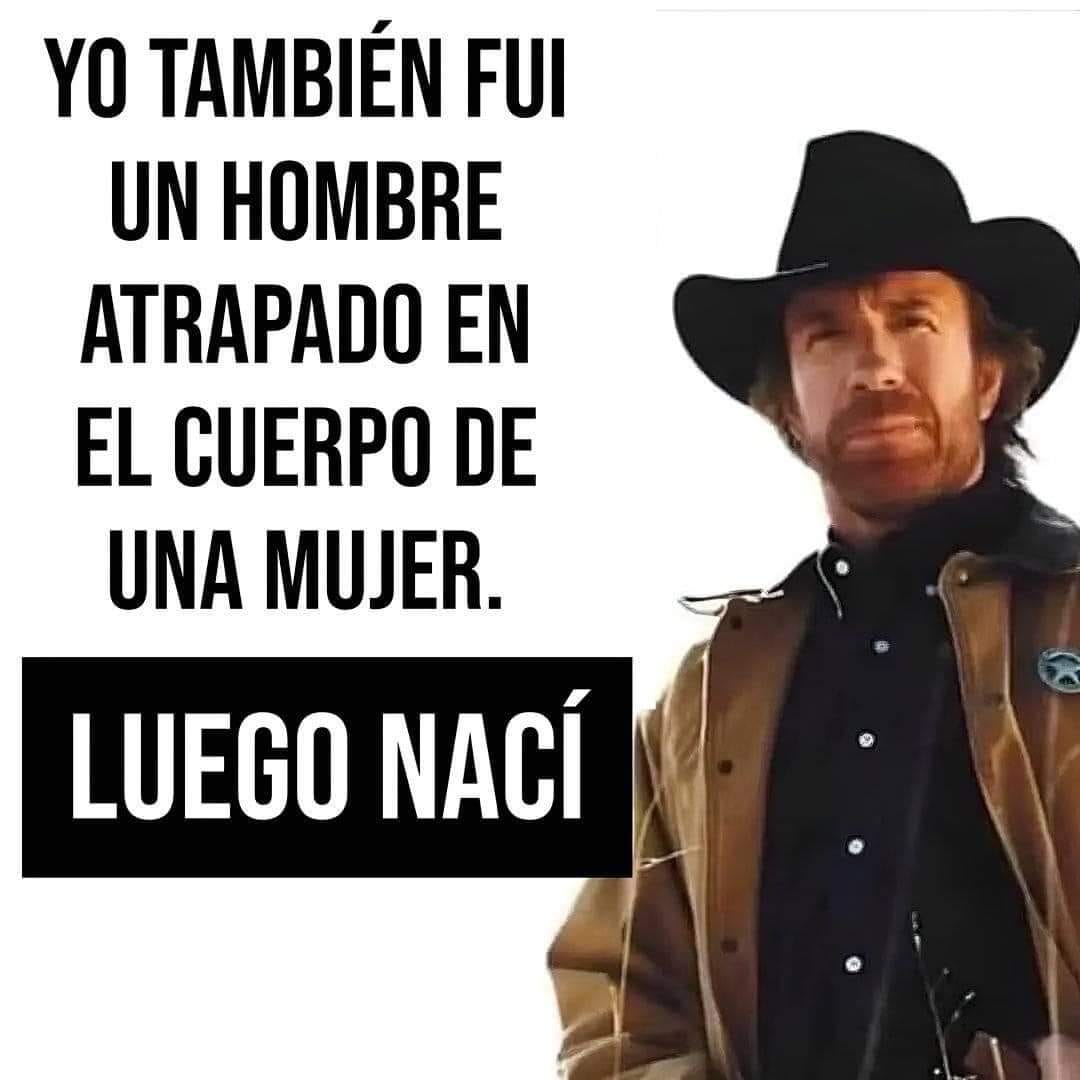 YO TAMBIÉN FUI
UN HOMBRE
ATRAPADO EN
EL CUERPO DE
UNA MUJER.
LUEGO NACÍ